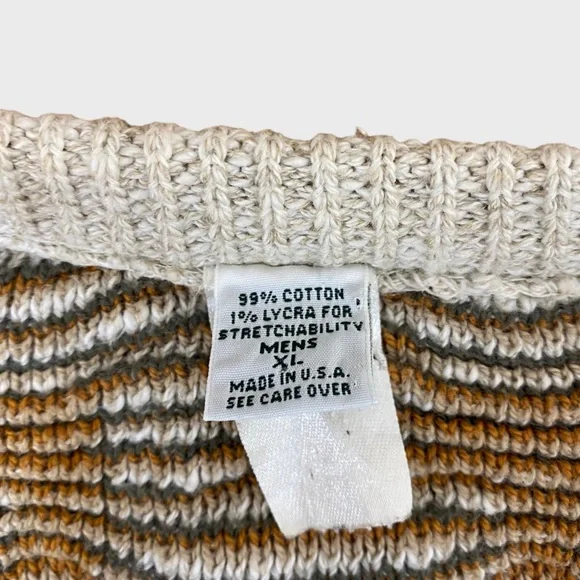 99% COTTON
1% LYCRA FOR
STRETCHABILITY
MENS
XL
MADE IN U.S.A.
SEE CARE OVER